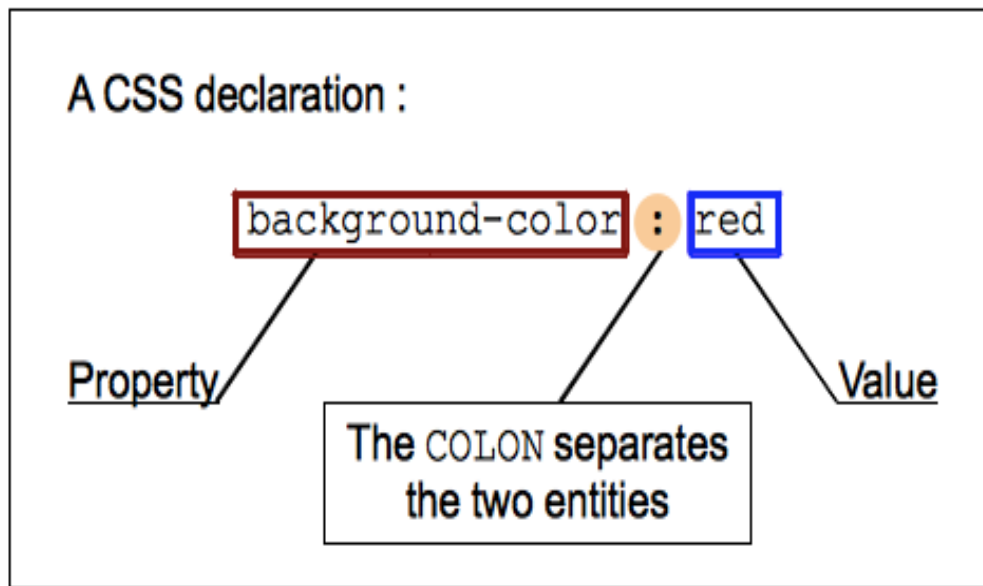 A CSS declaration :
background-color : red
Property
Value
The COLON separates
the two entities